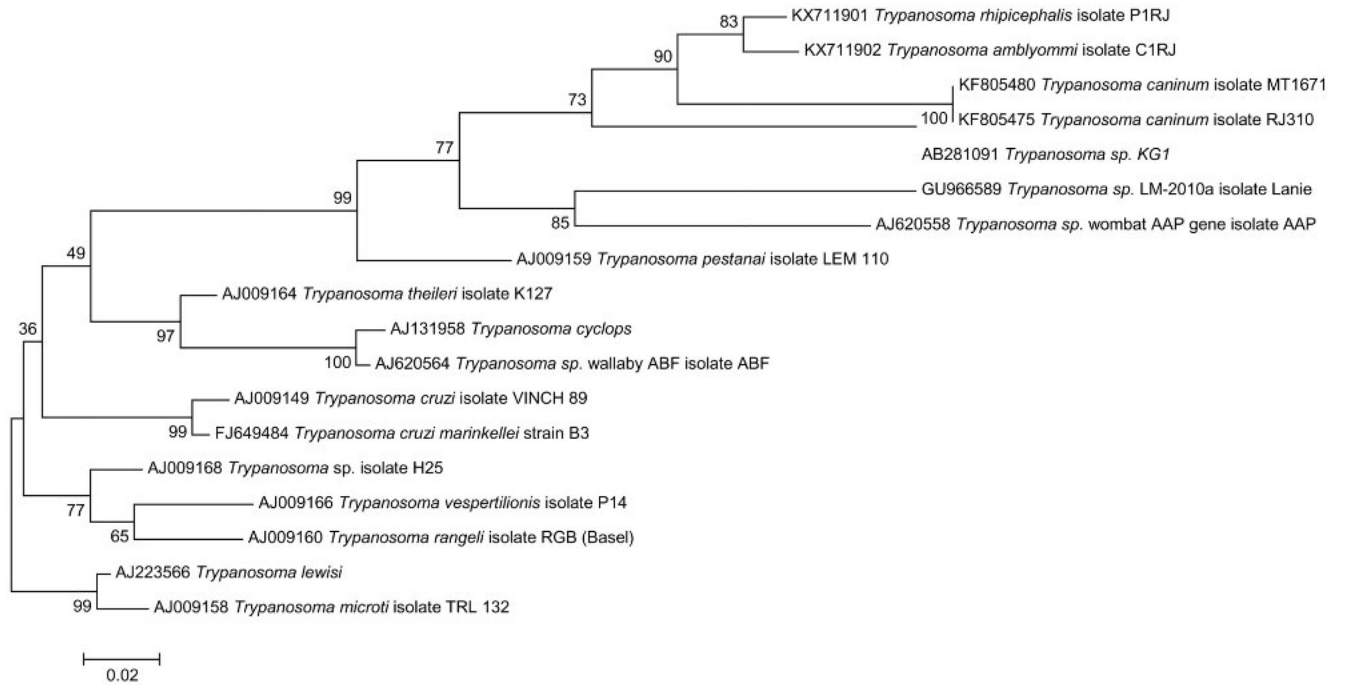 83 KX711901 Trypanosoma rhipicephalis isolate P1RJ
KX711902 Trypanosoma amblyommi isolate C1RJ
90
KF805480 Trypanosoma caninum isolate MT1671
73
100 KF805475 Trypanosoma caninum isolate RJ310
77
AB281091 Trypanosoma sp. KG1
GU966589 Trypanosoma sp. LM-2010a isolate Lanie
99
85 AJ620558 Trypanosoma sp. wombat AAP gene isolate AAP
49
AJ009159 Trypanosoma pestanai isolate LEM 110
AJ009164 Trypanosoma theileri isolate K127
36 97 AJ131958 Trypanosoma cyclops
100 AJ620564 Trypanosoma sp. wallaby ABF isolate ABF
AJ009149 Trypanosoma cruzi isolate VINCH 89
99 FJ649484 Trypanosoma cruzi marinkellei strain B3
AJ009168 Trypanosoma sp. isolate H25
77 AJ009166 Trypanosoma vespertilionis isolate P14
65 AJ009160 Trypanosoma rangeli isolate RGB (Basel)
AJ223566 Trypanosoma lewisi
99 AJ009158 Trypanosoma microti isolate TRL 132
0.02